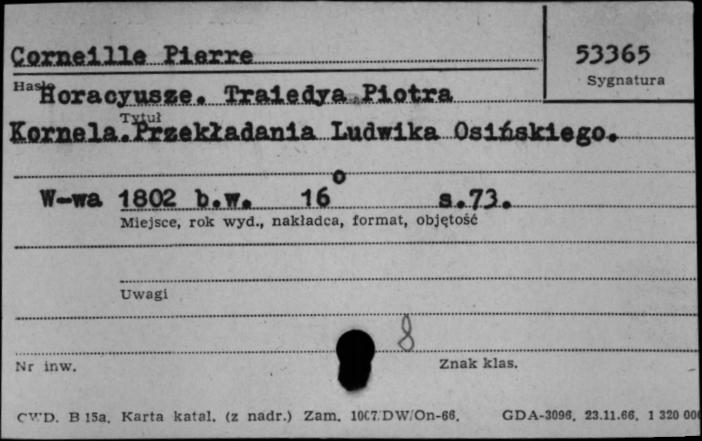 Corneille Pierre
53365
Hasło
Sygnatura
Horacyusze. Traiedya Piotra
Tytuł
Kornela.Przekładania Ludwika Osińskiego.
W-wa 1802 b.w. 16o s.73.
Miejsce, rok wyd., nakładca, format, objętość
Uwagi
8
Nr inw.
Znak klas.
CWD. B 15a. Karta katal. (z nadr.) Zam. 1007/DW/On-66. GDA-3096. 23.11.66. 1 320 000